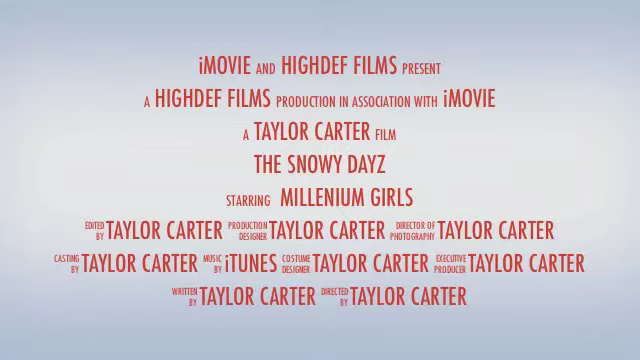 iMOVIE AND HIGHDEF FILMS PRESENT
A HIGHDEF FILMS PRODUCTION IN ASSOCIATION WITH iMOVIE
A TAYLOR CARTER FILM
THE SNOWY DAYZ
STARRING MILLENIUM GIRLS
EDITED BY TAYLOR CARTER PRODUCTION DESIGNER TAYLOR CARTER DIRECTOR OF PHOTOGRAPHY TAYLOR CARTER
CASTING BY TAYLOR CARTER MUSIC BY iTUNES COSTUME DESIGNER TAYLOR CARTER EXECUTIVE PRODUCER TAYLOR CARTER
WRITTEN BY TAYLOR CARTER DIRECTED BY TAYLOR CARTER